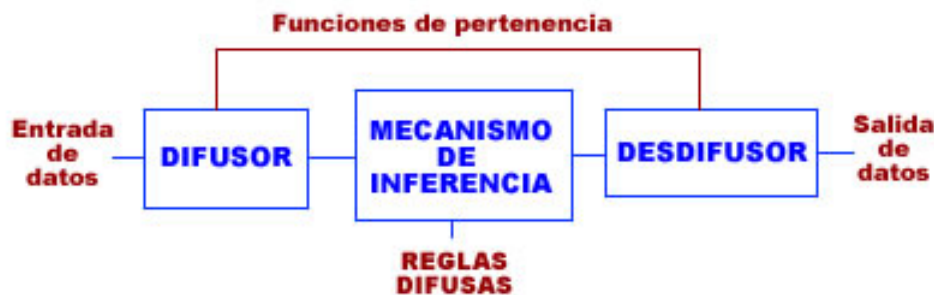 Funciones de pertenencia
Entrada
de
datos
DIFUSOR
MECANISMO
DE
INFERENCIA
DESDIFUSOR
Salida
de
datos
REGLAS
DIFUSAS